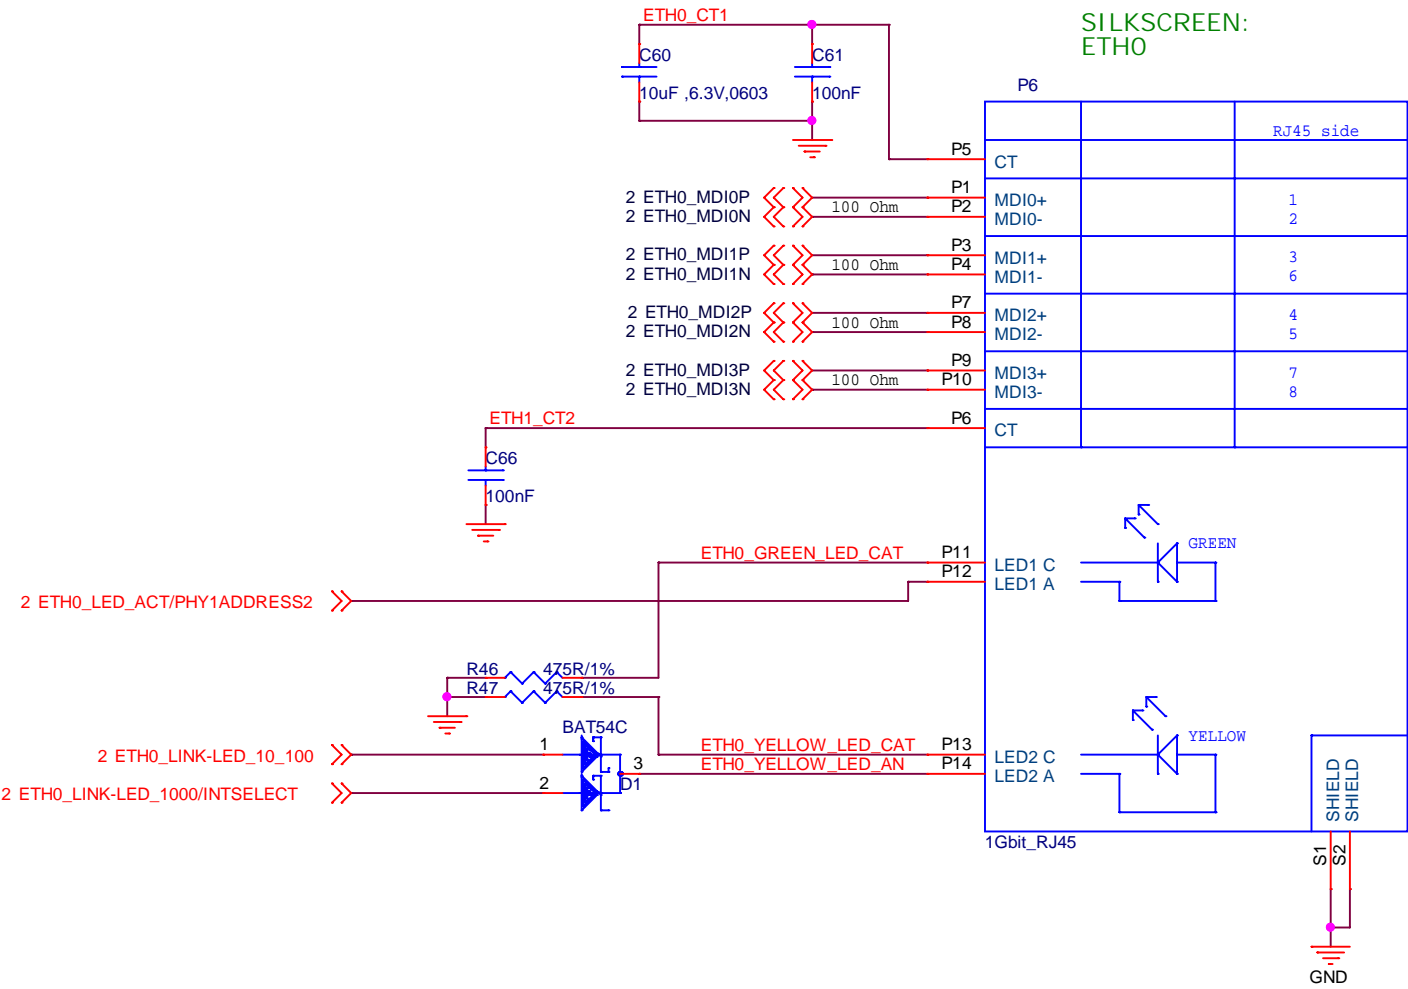 ETH0_CT1
SILKSCREEN:
ETH0
C60
C61
10uF ,6.3V,0603
100nF
P6
RJ45 side
P5
CT
2 ETH0_MDI0P
P1
MDI0+
1
2 ETH0_MDI0N
100 Ohm
P2
MDI0-
2
2 ETH0_MDI1P
P3
MDI1+
3
2 ETH0_MDI1N
100 Ohm
P4
MDI1-
6
2 ETH0_MDI2P
P7
MDI2+
4
2 ETH0_MDI2N
100 Ohm
P8
MDI2-
5
2 ETH0_MDI3P
P9
MDI3+
7
2 ETH0_MDI3N
100 Ohm
P10
MDI3-
8
ETH1_CT2
P6
CT
C66
100nF
ETH0_GREEN_LED_CAT
P11
LED1 C
GREEN
P12
LED1 A
2 ETH0_LED_ACT/PHY1ADDRESS2
R46
475R/1%
R47
475R/1%
BAT54C
2 ETH0_LINK-LED_10_100
1
ETH0_YELLOW_LED_CAT
P13
LED2 C
YELLOW
3
ETH0_YELLOW_LED_AN
P14
LED2 A
2 ETH0_LINK-LED_1000/INTSELECT
2
D1
SHIELD
SHIELD
1Gbit_RJ45
S1
S2
GND